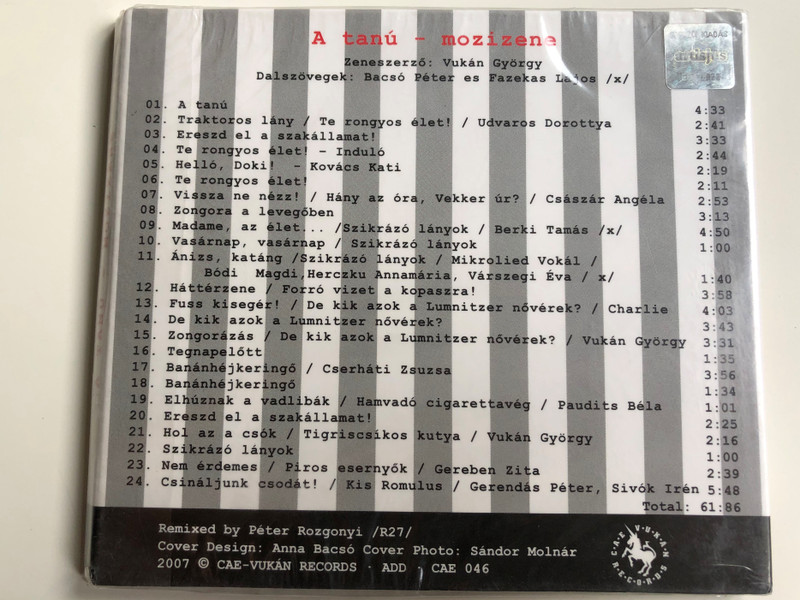 A tanú - mozizene
Zeneszerző: Vukán György
Dalszövegek: Bacsó Péter es Fazekas Lajos /x/
artisjus
01. A tanú 4:33
02. Traktoros lány / Te rongyos élet! / Udvaros Dorottya 2:41
03. Ereszd el a szakállamat! 3:33
04. Te rongyos élet! - Induló 2:44
05. Helló, Doki! - Kovács Kati 2:19
06. Te rongyos élet! 2:11
07. Vissza ne nézz! / Hány az óra, Vekker úr? / Császár Angéla 2:53
08. Zongora a levegőben 3:13
09. Madame, az élet... /Szikrázó lányok / Berki Tamás /x/ 4:50
10. Vasárnap, vasárnap / Szikrázó lányok 1:00
11. Ánizs, katáng /Szikrázó lányok / Mikrolied Vokál /
Bódi Magdi,Herczku Annamária, Várszegi Éva / x/ 1:40
12. Háttérzene / Forró vizet a kopaszra! 3:58
13. Fuss kisegér! / De kik azok a Lumnitzer nővérek? / Charlie 4:03
14. De kik azok a Lumnitzer nővérek? 3:43
15. Zongorázás / De kik azok a Lumnitzer nővérek? / Vukán György 3:31
16. Tegnapelőtt 1:35
17. Banánhéjkeringő / Cserháti Zsuzsa 3:56
18. Banánhéjkeringő 1:34
19. Elhúznak a vadlibák / Hamvadó cigarettavég / Paudits Béla 1:01
20. Ereszd el a szakállamat! 2:25
21. Hol az a csók / Tigriscsíkos kutya / Vukán György 2:16
22. Szikrázó lányok 1:00
23. Nem érdemes / Piros esernyők / Gereben Zita 2:39
24. Csináljunk csodát! / Kis Romulus / Gerendás Péter, Sivók Irén 5:48
Total: 61:86
Remixed by Péter Rozgonyi /R27/
Cover Design: Anna Bacsó Cover Photo: Sándor Molnár
2007 © CAE-VUKÁN RECORDS · ADD · CAE 046
CAE VUKÁN RECORDS